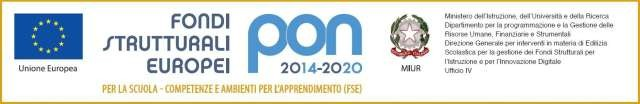 Unione Europea
FONDI
STRUTTURALI
EUROPEI
pon
2014-2020
PER LA SCUOLA - COMPETENZE E AMBIENTI PER L'APPRENDIMENTO (FSE)
MIUR
Ministero dell'Istruzione, dell'Università e della Ricerca
Dipartimento per la programmazione e la Gestione delle
Risorse Umane, Finanziarie e Strumentali
Direzione Generale per interventi in materia di Edilizia
Scolastica per la gestione dei Fondi Strutturali per
l'Istruzione e per l'Innovazione Digitale
Ufficio IV